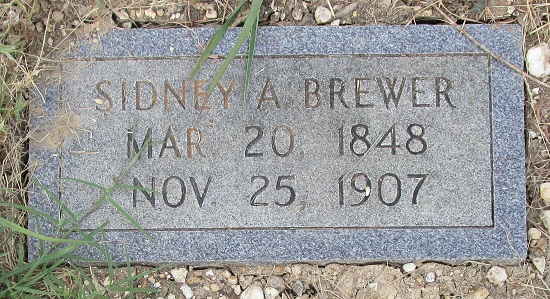 SIDNEY A. BREWER
MAR. 20, 1848
NOV. 25, 1907